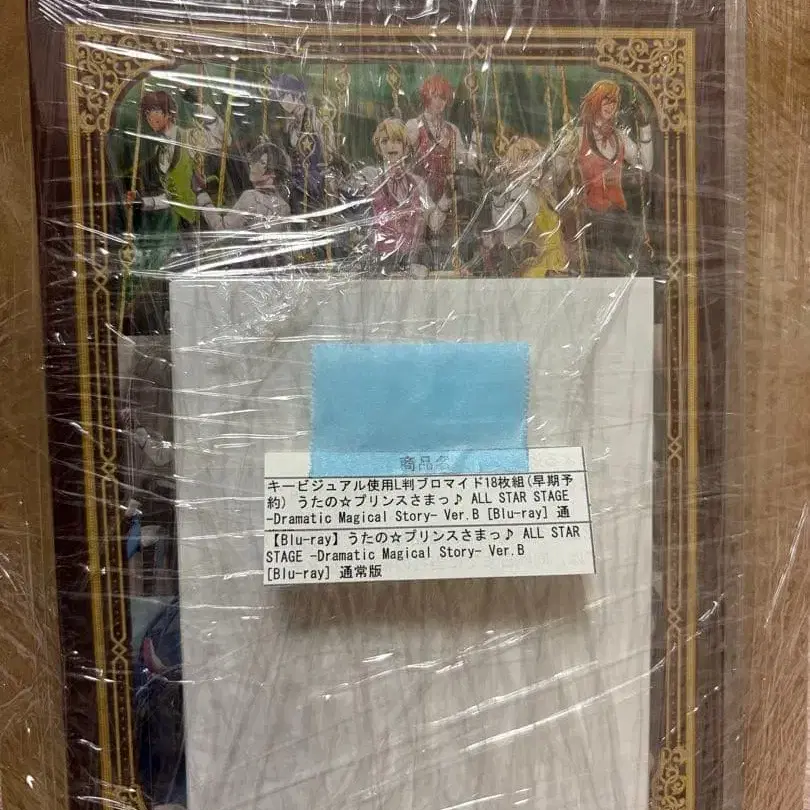 商品名
キービジュアル使用L判ブロマイド18枚組(早期予
約) うたの☆プリンスさまっ♪ ALL STAR STAGE
-Dramatic Magical Story- Ver.B [Blu-ray] 通
【Blu-ray】うたの☆プリンスさまっ♪ ALL STAR
STAGE -Dramatic Magical Story- Ver.B
[Blu-ray] 通常版